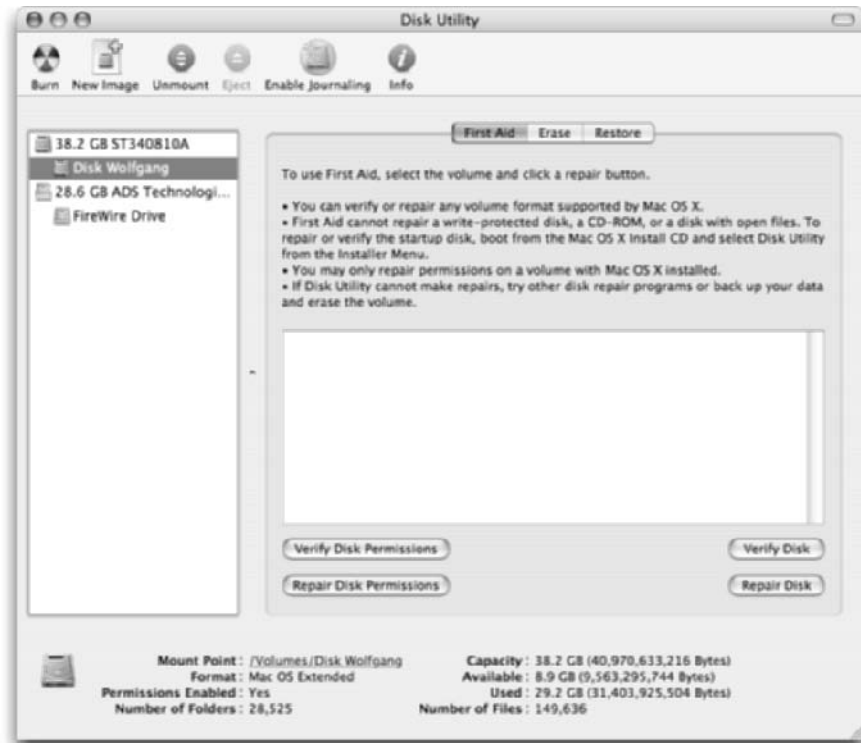 Disk Utility
Burn New Image Unmount Eject Enable Journaling Info
38.2 GB ST340810A
Disk Wolfgang
28.6 GB ADS Technologi...
FireWire Drive
First Aid Erase Restore
To use First Aid, select the volume and click a repair button.
• You can verify or repair any volume format supported by Mac OS X.
• First Aid cannot repair a write-protected disk, a CD-ROM, or a disk with open files. To
repair or verify the startup disk, boot from the Mac OS X Install CD and select Disk Utility
from the Installer Menu.
• You may only repair permissions on a volume with Mac OS X installed.
• If Disk Utility cannot make repairs, try other disk repair programs or back up your data
and erase the volume.
Verify Disk Permissions Verify Disk
Repair Disk Permissions Repair Disk
Mount Point : /Volumes/Disk Wolfgang
Format : Mac OS Extended
Permissions Enabled : Yes
Number of Folders : 28,525
Capacity : 38.2 GB (40,970,633,216 Bytes)
Available : 8.9 GB (9,563,295,744 Bytes)
Used : 29.2 GB (31,403,925,504 Bytes)
Number of Files : 149,636